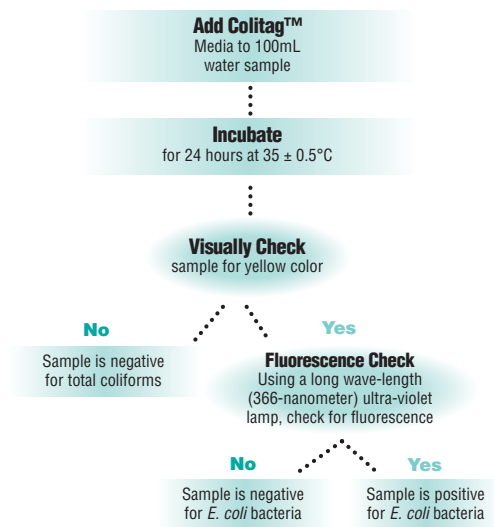 Add Colitag™
Media to 100mL
water sample
Incubate
for 24 hours at 35 ± 0.5°C
Visually Check
sample for yellow color
No
Sample is negative
for total coliforms
Yes
Fluorescence Check
Using a long wave-length
(366-nanometer) ultra-violet
lamp, check for fluorescence
No
Sample is negative
for E. coli bacteria
Yes
Sample is positive
for E. coli bacteria